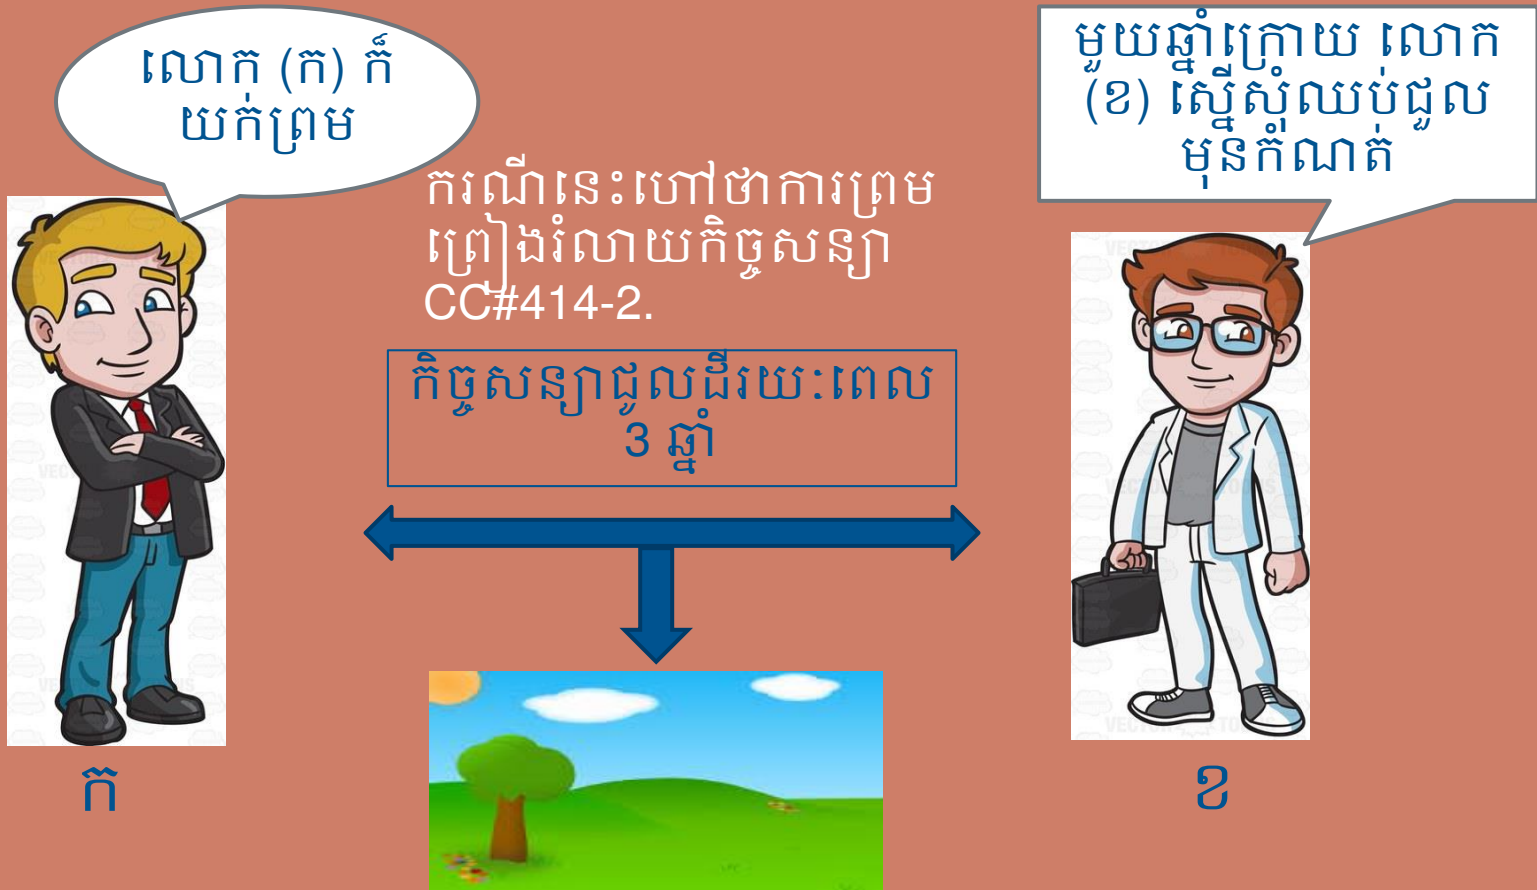 លោក (ក) ក៏
យក់ព្រម
មួយឆ្នាំក្រោយ លោក
(ខ) ស្នើសុំឈប់ជួល
មុនកំណត់
ករណីនេះហៅថាការព្រម
ព្រៀងរំលាយកិច្ចសន្យា
CC#414-2.
កិច្ចសន្យាជួលដីរយៈពេល
3 ឆ្នាំ
ក
ខ